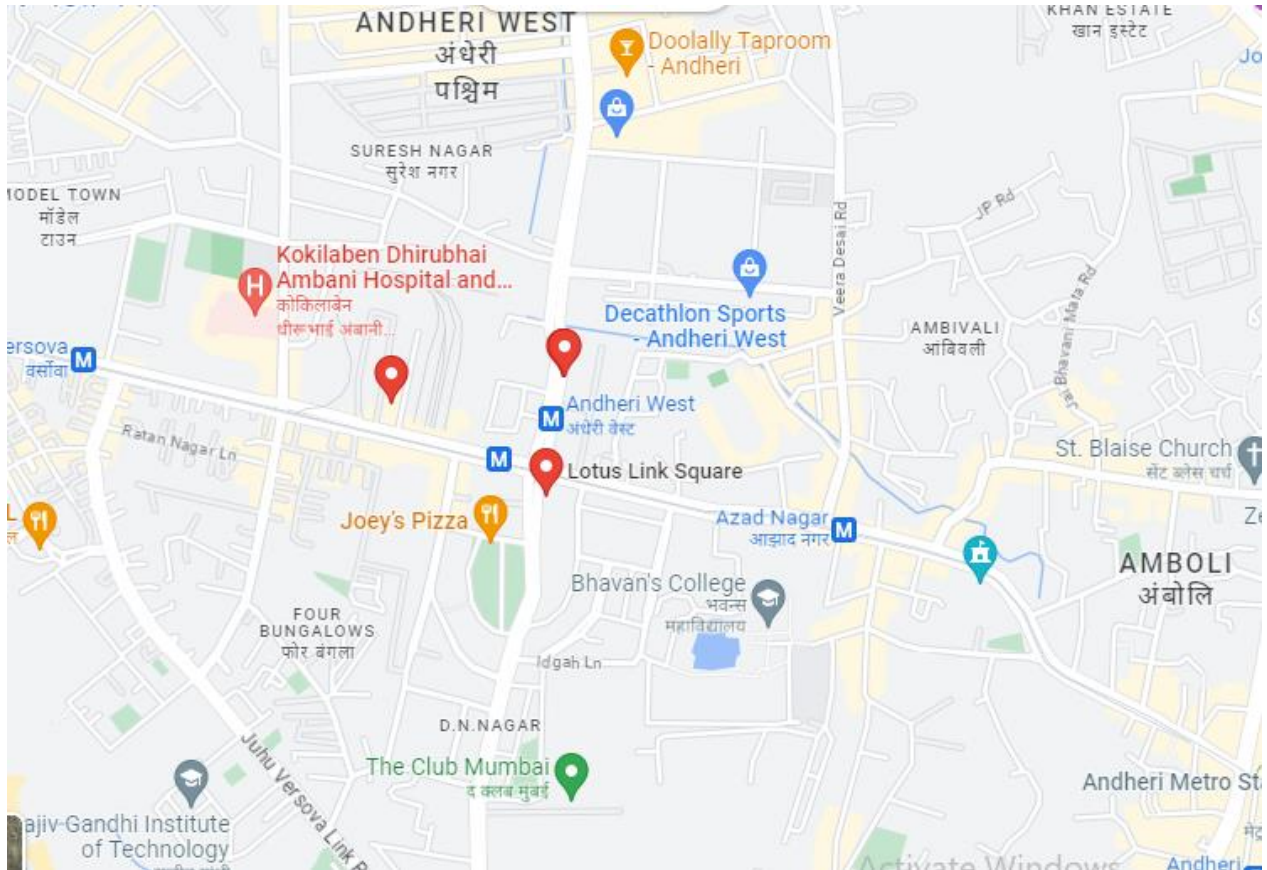 ANDHERI WEST
अंधेरी
पश्चिम
Doolally Taproom
- Andheri
KHAN ESTATE
खान इस्टेट
Jo
SURESH NAGAR
सुरेश नगर
MODEL TOWN
मॉडेल
टाउन
JP Rd
Veera Desai Rd
Kokilaben Dhirubhai
Ambani Hospital and...
कोकिलाबेन
धीरूभाई अंबानी...
Decathlon Sports
- Andheri West
AMBIVALI
आंबिवली
Jai Bhavani Mata Rd
ersova
वर्सोवा
M
Andheri West
अंधेरी वेस्ट
M
Ratan Nagar Ln
M
Lotus Link Square
St. Blaise Church
सेंट ब्लेस चर्च
L
Joey's Pizza
Azad Nagar
आझाद नगर
M
Ze
AMBOLI
अंबोलि
Bhavan's College
भवन्स
महाविद्यालय
FOUR
BUNGALOWS
फोर बंगला
Idgah Ln
D.N.NAGAR
The Club Mumbai
द क्लब मुंबई
Juhu Versova Link R
Andheri Metro Sta
ajiv Gandhi Institute
of Technology
Activate Windows
Andheri